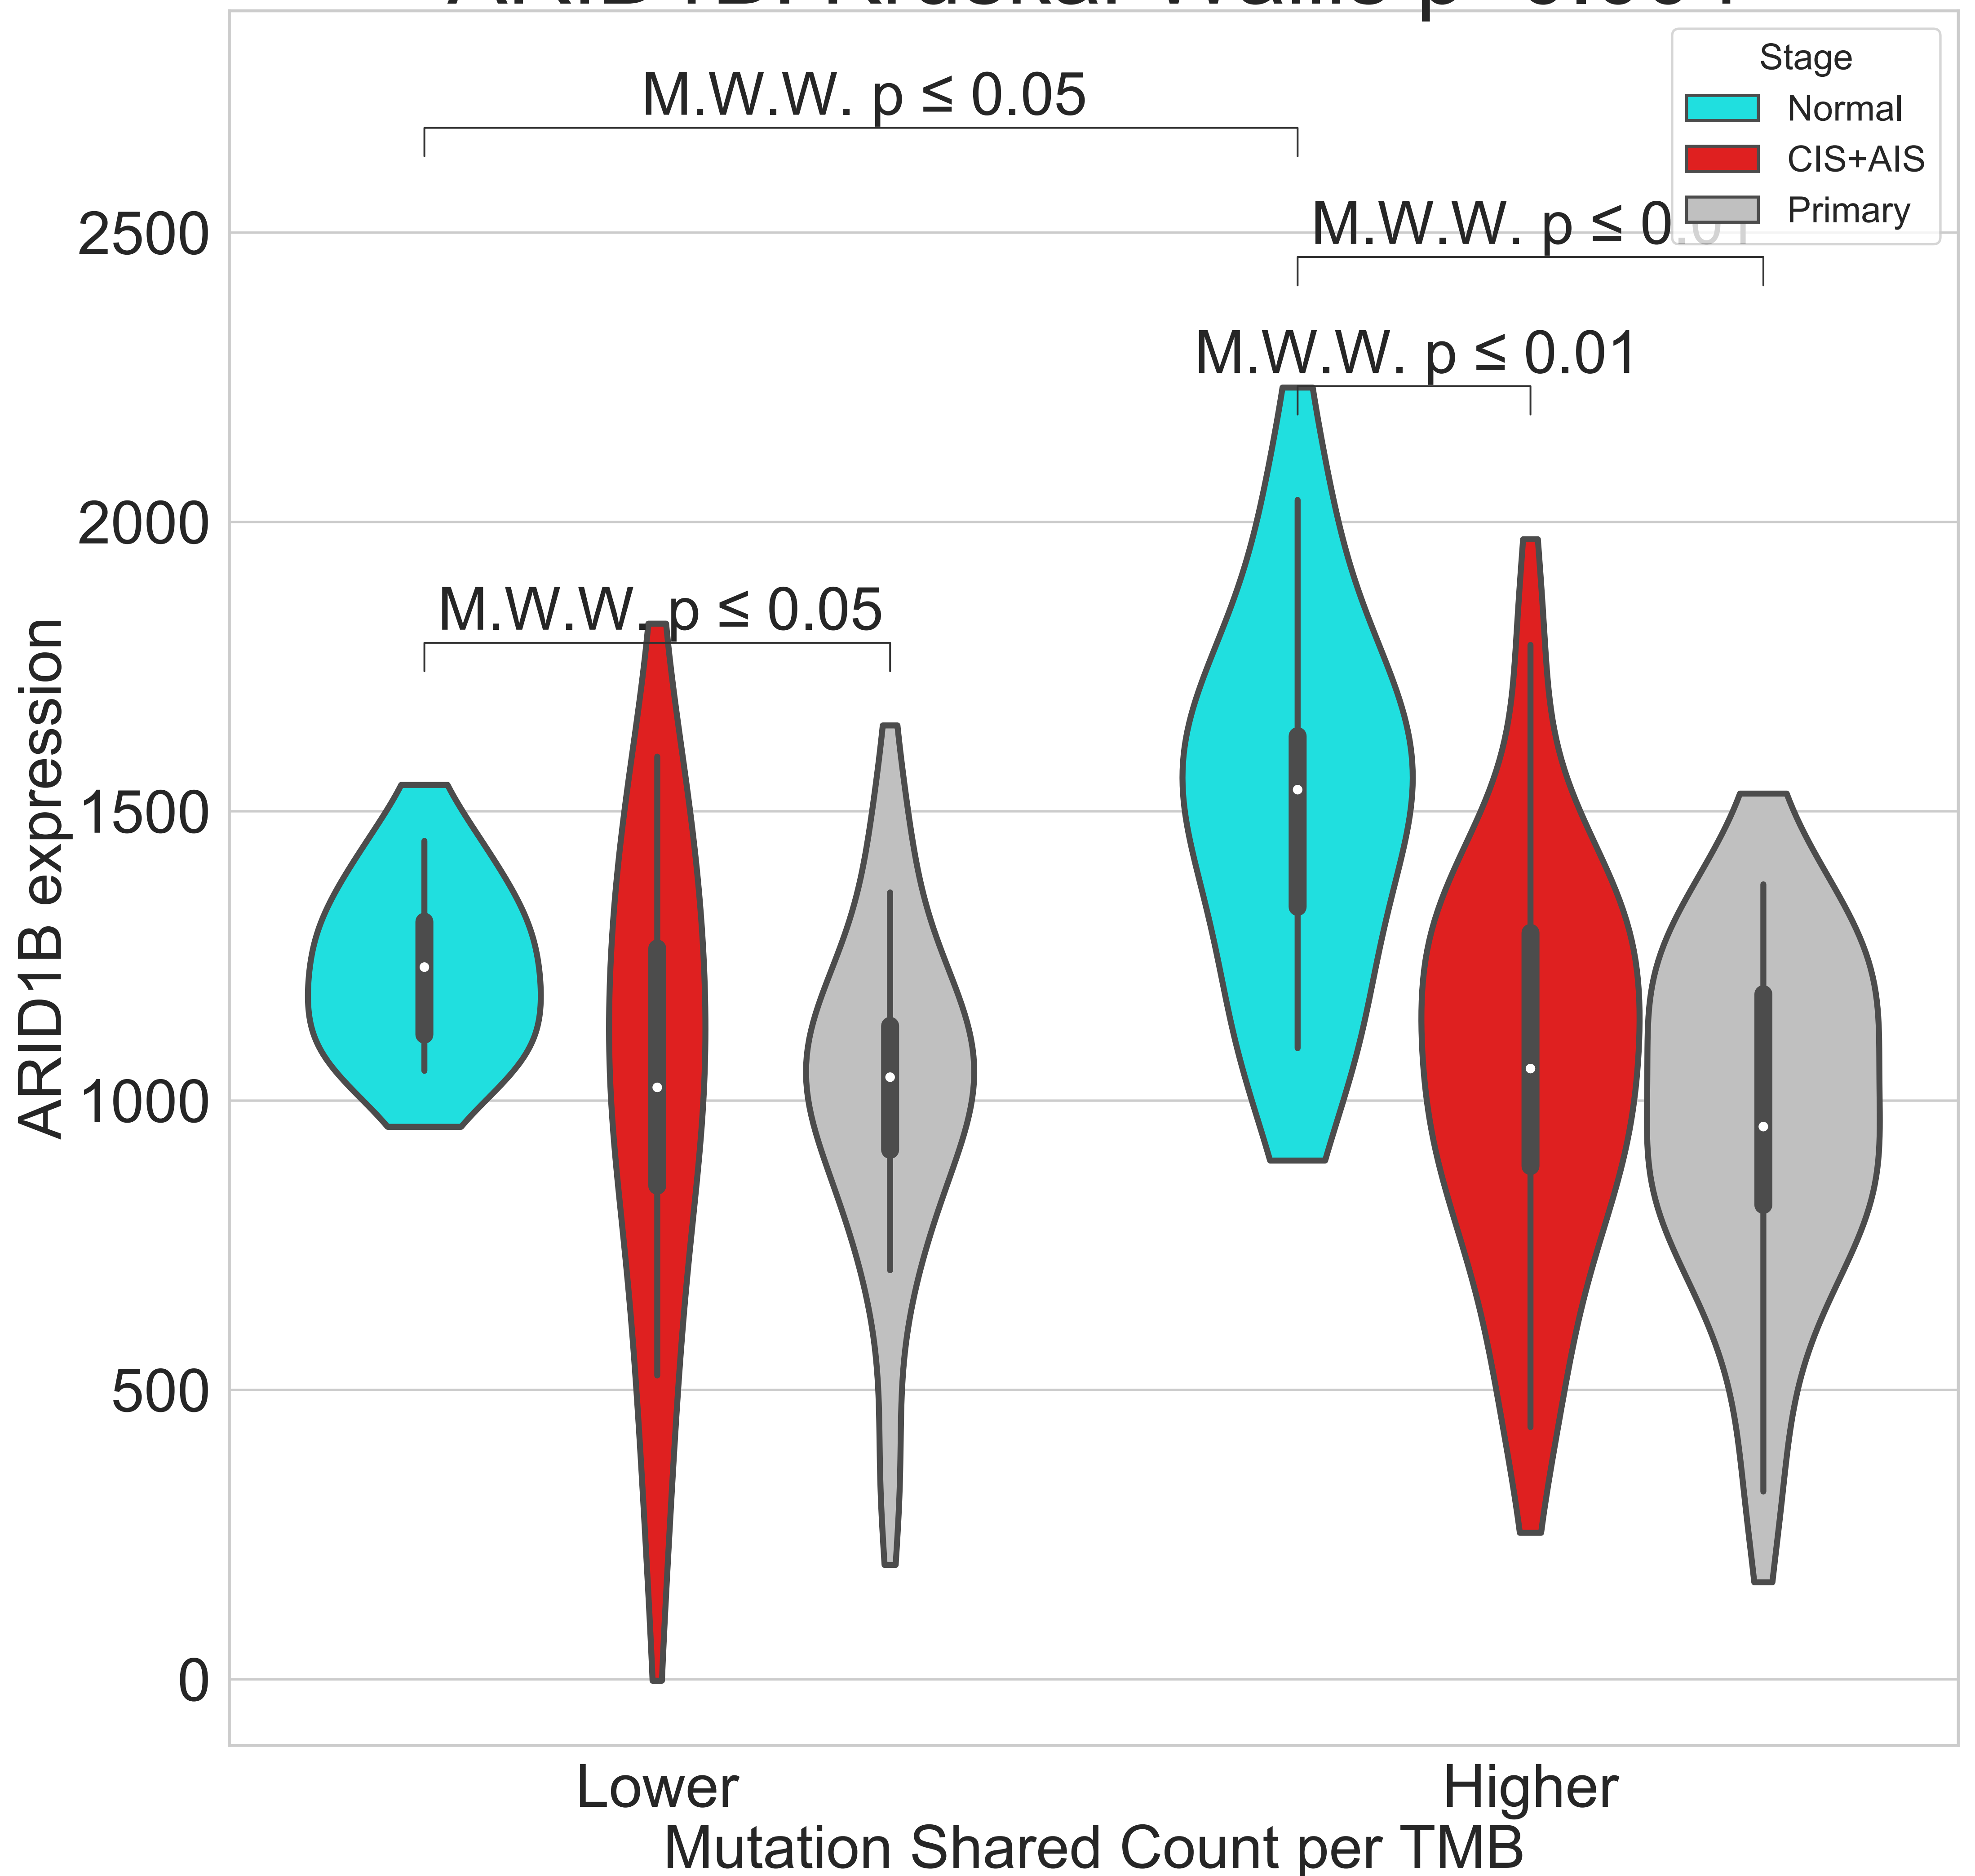 M.W.W. p ≤ 0.05
Stage
Normal
CIS+AIS
Primary
M.W.W. p ≤ 0.01
M.W.W. p ≤ 0.01
M.W.W. p ≤ 0.05
2500
2000
1500
1000
500
0
ARID1B expression
Lower
Higher
Mutation Shared Count per TMB